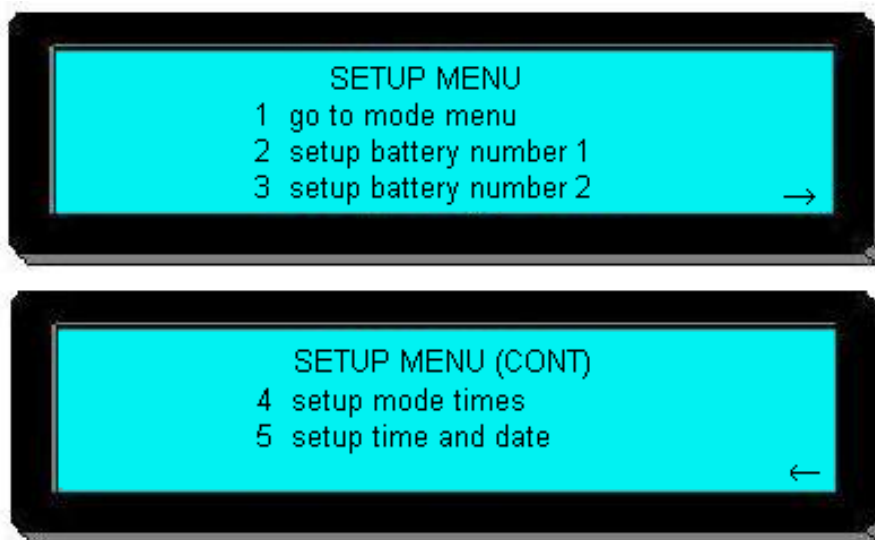 SETUP MENU
1 go to mode menu
2 setup battery number 1
3 setup battery number 2
→
SETUP MENU (CONT)
4 setup mode times
5 setup time and date
←